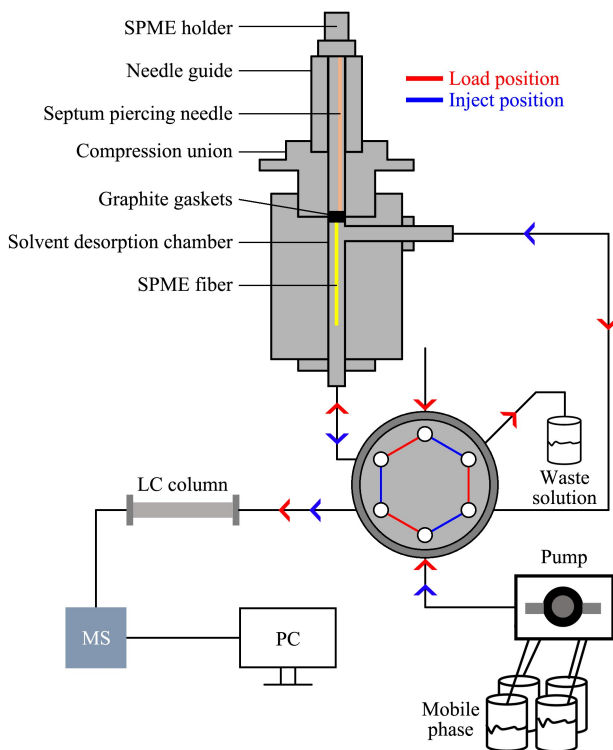 SPME holder
Needle guide
Septum piercing needle
Compression union
Graphite gaskets
Solvent desorption chamber
SPME fiber
Load position
Inject position
Waste
solution
LC column
Pump
MS
PC
Mobile
phase